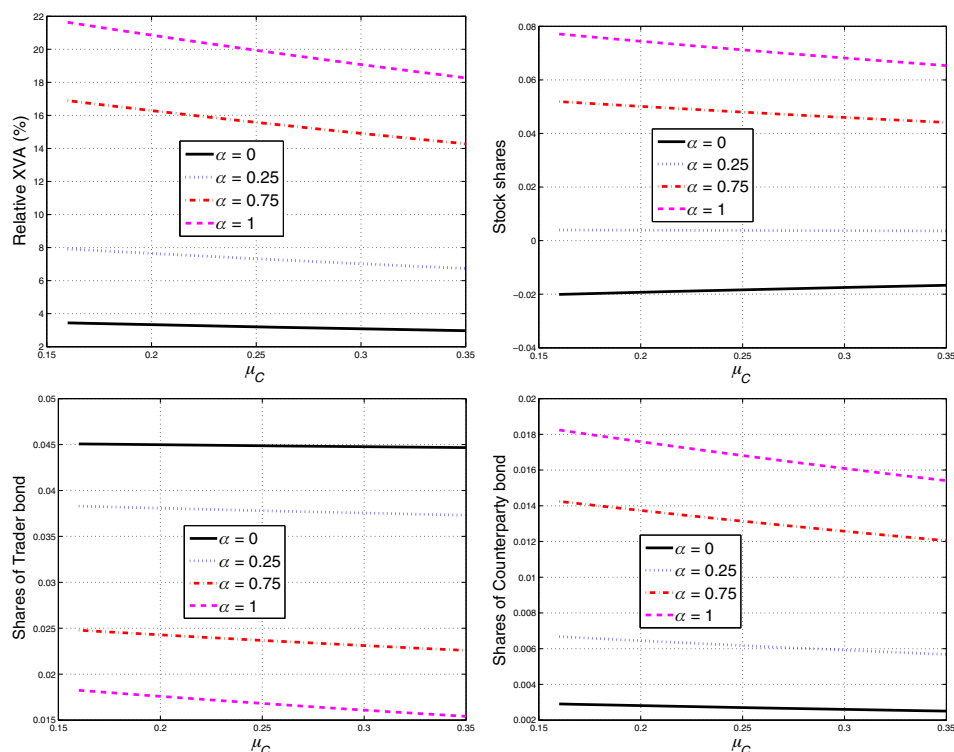 Relative XVA (%)
22
20
18
16
14
12
10
8
6
4
2
0.15 0.2 0.25 0.3 0.35
μ_C
α = 0
α = 0.25
α = 0.75
α = 1
Stock shares
0.08
0.06
0.04
0.02
0
−0.02
−0.04
0.15 0.2 0.25 0.3 0.35
μ_C
α = 0
α = 0.25
α = 0.75
α = 1
Shares of Trader bond
0.05
0.045
0.04
0.035
0.03
0.025
0.02
0.015
0.15 0.2 0.25 0.3 0.35
μ_C
α = 0
α = 0.25
α = 0.75
α = 1
Shares of Counterparty bond
0.02
0.018
0.016
0.014
0.012
0.01
0.008
0.006
0.004
0.002
0.15 0.2 0.25 0.3 0.35
μ_C
α = 0
α = 0.25
α = 0.75
α = 1